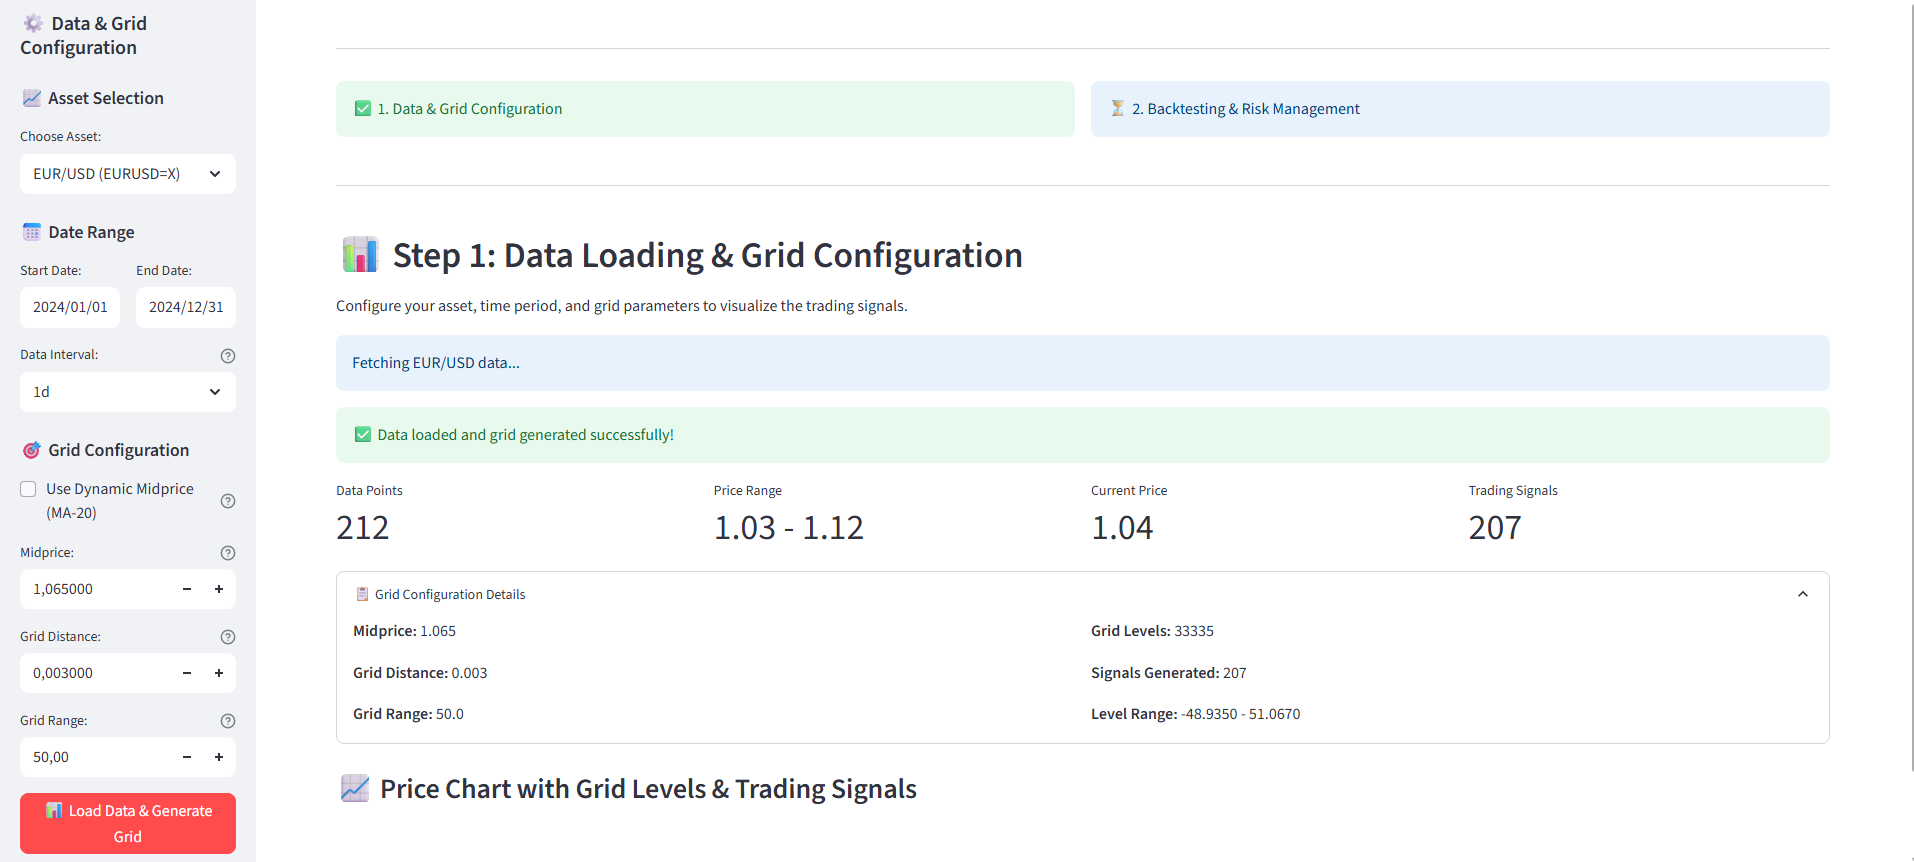 Data & Grid
Configuration
Asset Selection
Choose Asset:
EUR/USD (EURUSD=X)
Date Range
Start Date:
End Date:
2024/01/01
2024/12/31
Data Interval:
1d
Grid Configuration
Use Dynamic Midprice
(MA-20)
Midprice:
1,065000
Grid Distance:
0,003000
Grid Range:
50,00
Load Data & Generate
Grid
1. Data & Grid Configuration
2. Backtesting & Risk Management
Step 1: Data Loading & Grid Configuration
Configure your asset, time period, and grid parameters to visualize the trading signals.
Fetching EUR/USD data...
Data loaded and grid generated successfully!
Data Points
212
Price Range
1.03 - 1.12
Current Price
1.04
Trading Signals
207
Grid Configuration Details
Midprice: 1.065
Grid Distance: 0.003
Grid Range: 50.0
Grid Levels: 33335
Signals Generated: 207
Level Range: -48.9350 - 51.0670
Price Chart with Grid Levels & Trading Signals